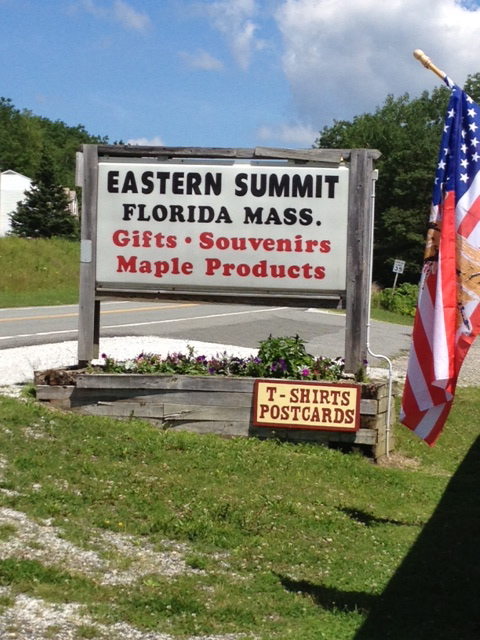 EASTERN SUMMIT
FLORIDA MASS.
Gifts • Souvenirs
Maple Products
T-SHIRTS
POSTCARDS